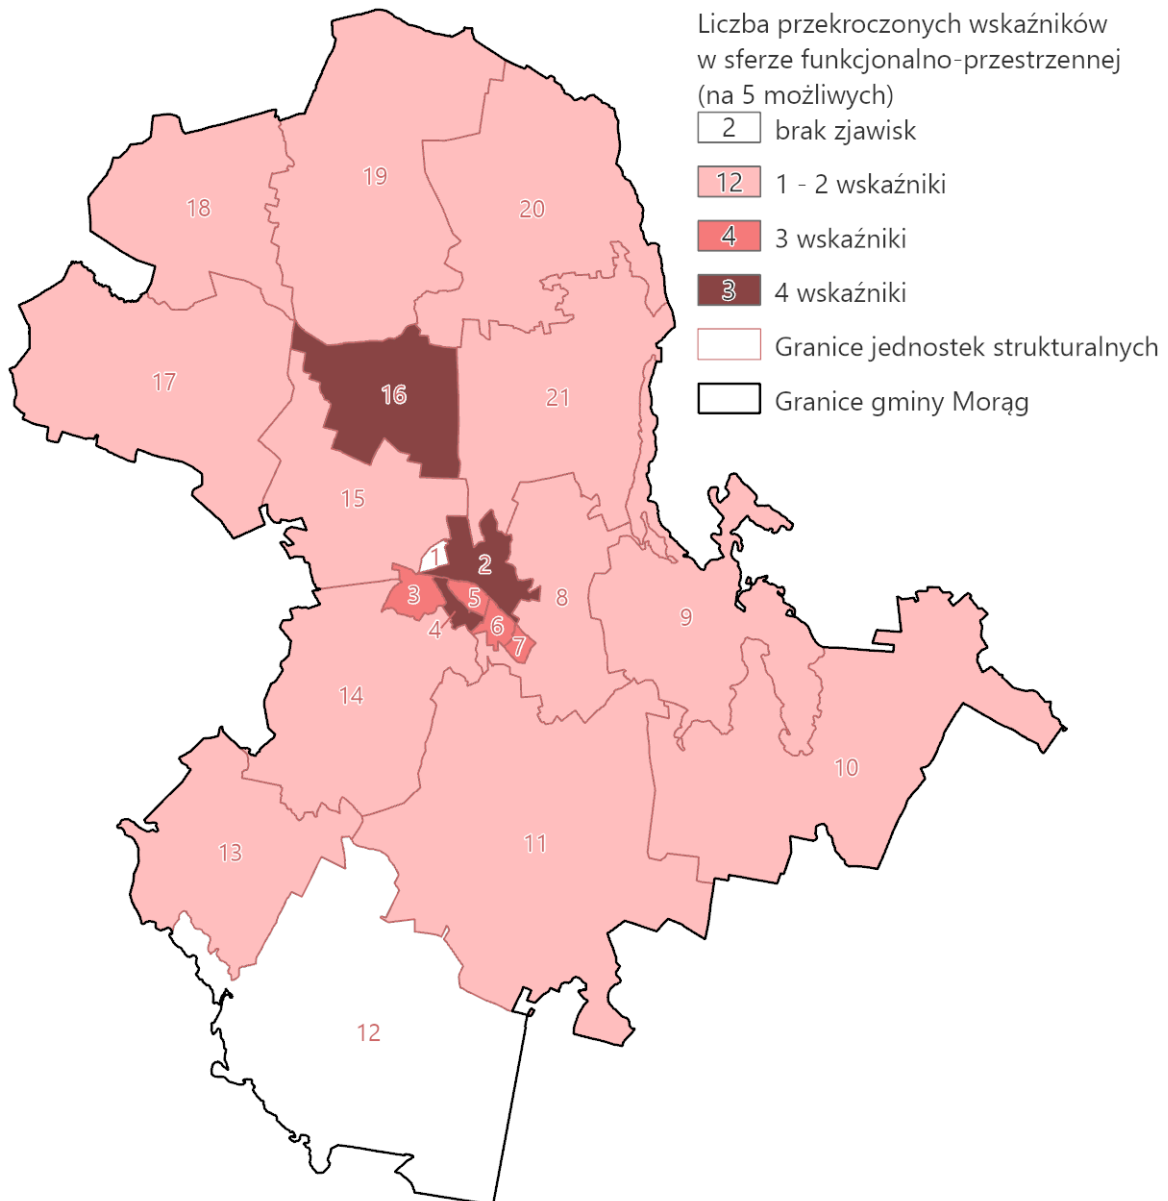 Liczba przekroczonych wskaźników
w sferze funkcjonalno-przestrzennej
(na 5 możliwych)
2 brak zjawisk
12 1 - 2 wskaźniki
4 3 wskaźniki
3 4 wskaźniki
Granice jednostek strukturalnych
Granice gminy Morąg
19
18
20
17
16
21
15
1
2
3
5
8
4
6
9
7
14
10
11
13
12